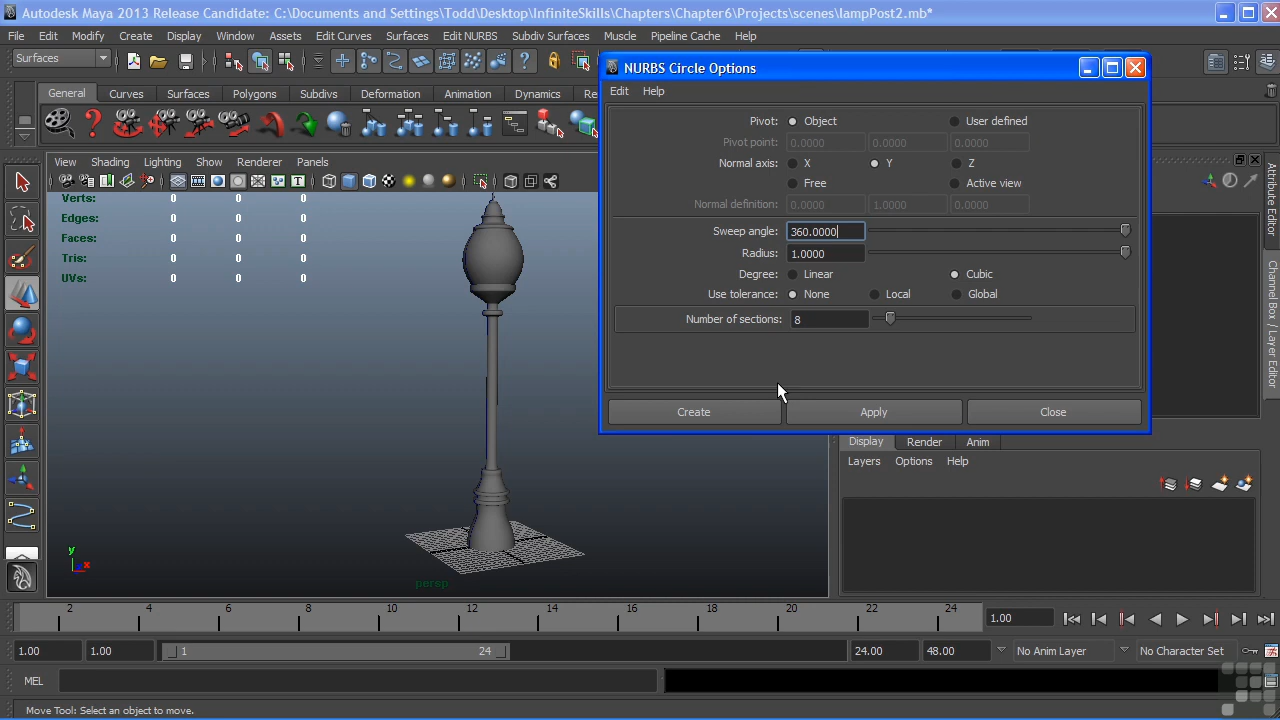 Autodesk Maya 2013 Release Candidate: C:\Documents and Settings\Todd\Desktop\InfiniteSkills\Chapters\Chapter6\Projects\scenes\lampPost2.mb*
File Edit Modify Create Display Window Assets Edit Curves Surfaces Edit NURBS Subdiv Surfaces Muscle Pipeline Cache Help
Surfaces
NURBS Circle Options
Edit Help
General Curves Surfaces Polygons Subdivs Deformation Animation Dynamics Re
Pivot: Object User defined
Pivot point: 0.0000 0.0000 0.0000
Normal axis: X Y Z
Free Active view
Normal definition: 0.0000 1.0000 0.0000
Sweep angle: 360.0000
Radius: 1.0000
Degree: Linear Cubic
Use tolerance: None Local Global
Number of sections: 8
Create Apply Close
View Shading Lighting Show Renderer Panels
Verts: 0 0 0
Edges: 0 0 0
Faces: 0 0 0
Tris: 0 0 0
UVs: 0 0 0
y
x
persp
Attribute Editor
Channel Box / Layer Editor
Display Render Anim
Layers Options Help
2 4 6 8 10 12 14 16 18 20 22 24
1.00
1.00 1.00 1 24 24.00 48.00 No Anim Layer No Character Set
MEL
Move Tool: Select an object to move.